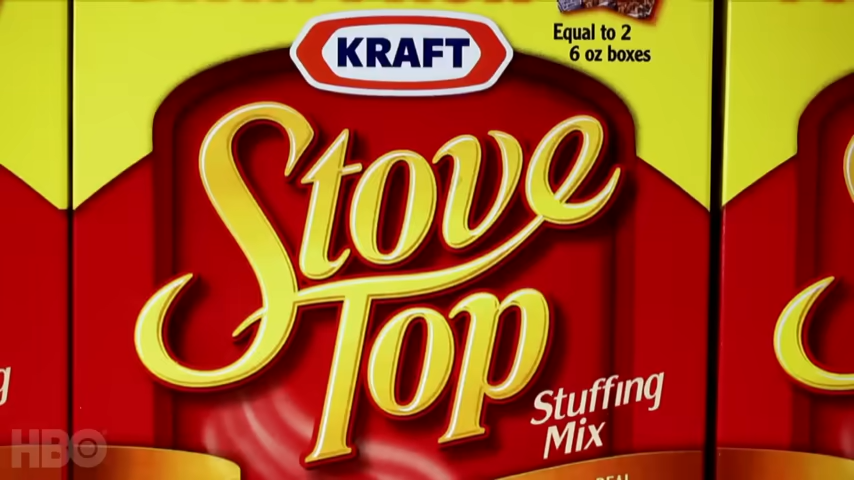 KRAFT
Equal to 2
6 oz boxes
Stove
Top
Stuffing
Mix
HBO